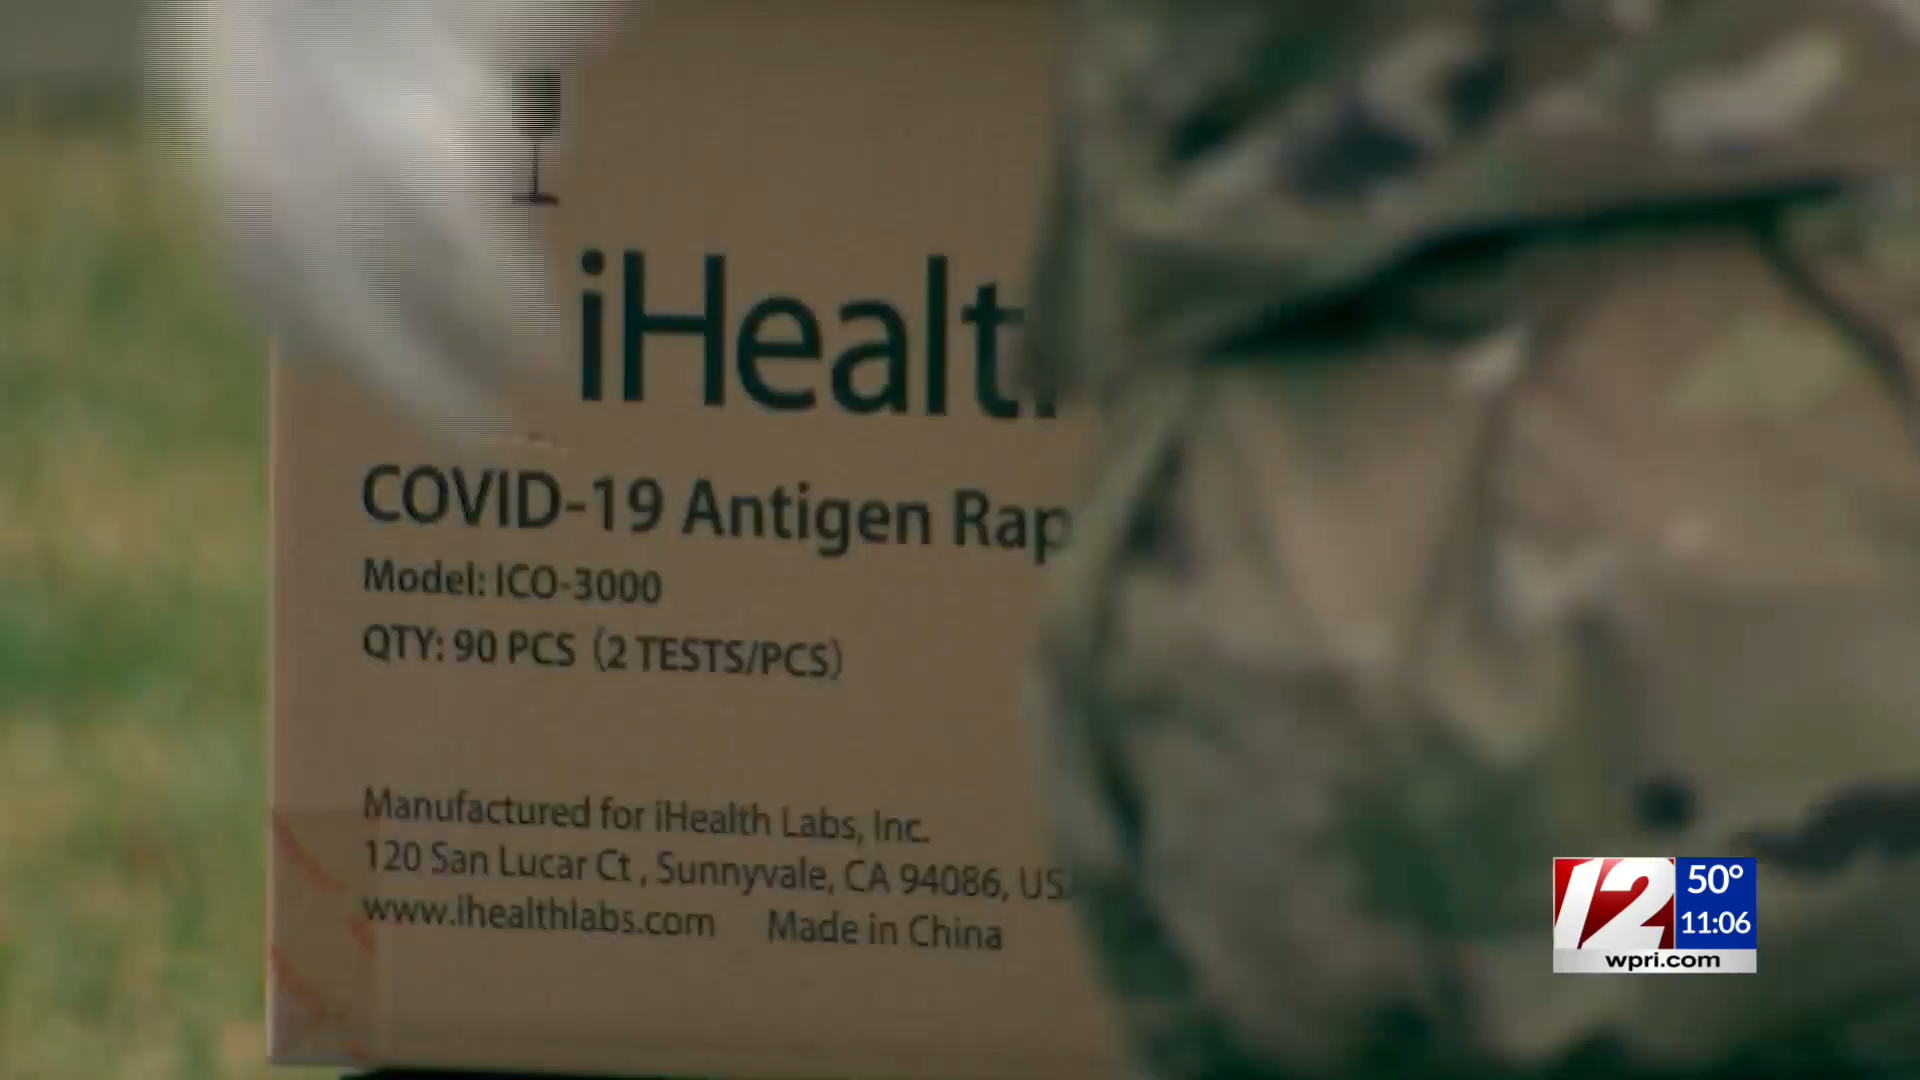 iHealt
COVID-19 Antigen Rap
Model: ICO-3000
QTY: 90 PCS (2 TESTS/PCS)
Manufactured for iHealth Labs, Inc.
120 San Lucar Ct , Sunnyvale, CA 94086, US
www.ihealthlabs.com Made in China
12
50°
11:06
wpri.com